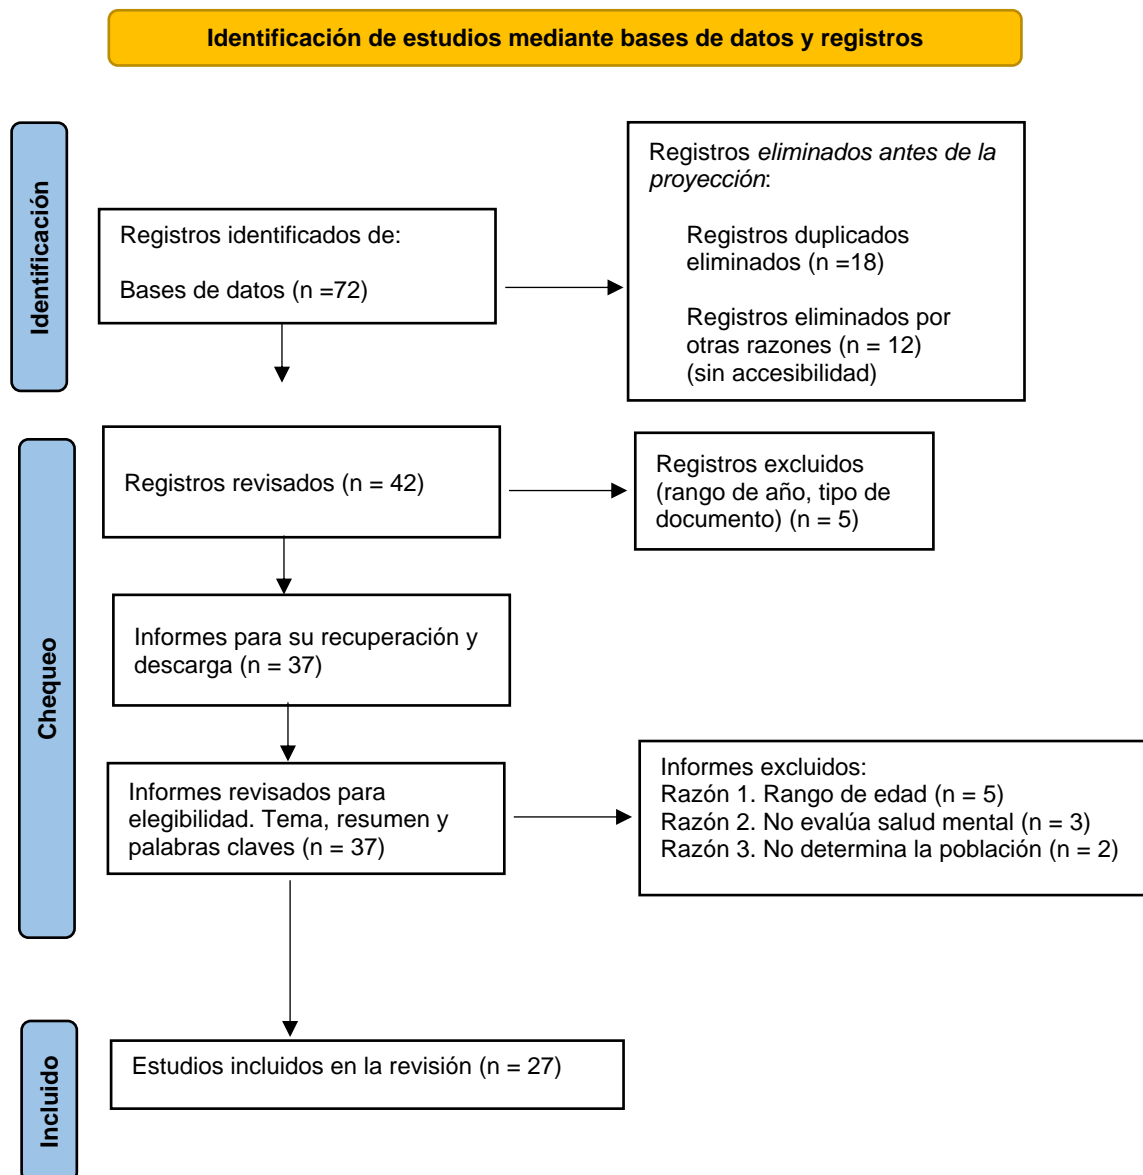 Identificación de estudios mediante bases de datos y registros
Identificación
Registros identificados de:
Bases de datos (n =72)
Registros eliminados antes de la
proyección:
Registros duplicados
eliminados (n =18)
Registros eliminados por
otras razones (n = 12)
(sin accesibilidad)
Chequeo
Registros revisados (n = 42)
Registros excluidos
(rango de año, tipo de
documento) (n = 5)
Informes para su recuperación y
descarga (n = 37)
Informes revisados para
elegibilidad. Tema, resumen y
palabras claves (n = 37)
Informes excluidos:
Razón 1. Rango de edad (n = 5)
Razón 2. No evalúa salud mental (n = 3)
Razón 3. No determina la población (n = 2)
Incluido
Estudios incluidos en la revisión (n = 27)